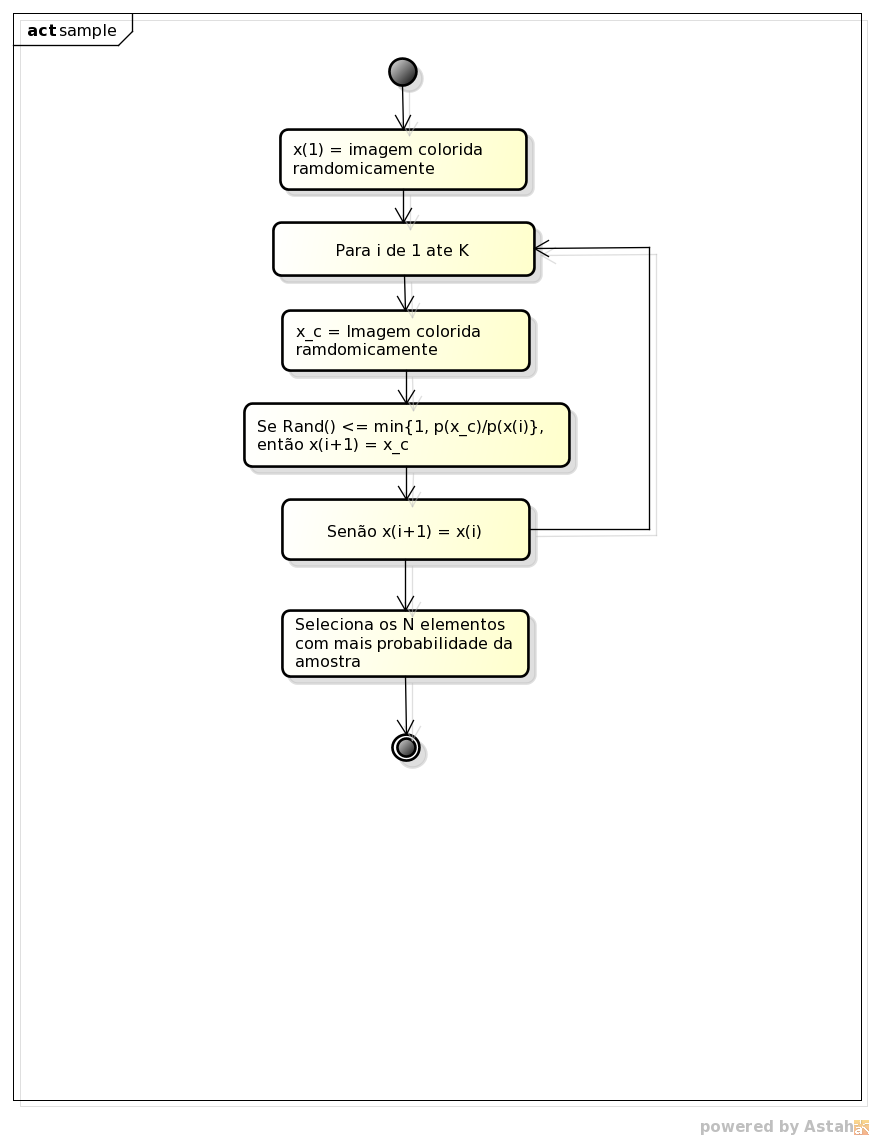 act sample
x(1) = imagem colorida
ramdomicamente
Para i de 1 ate K
x_c = Imagem colorida
ramdomicamente
Se Rand() <= min{1, p(x_c)/p(x(i)},
então x(i+1) = x_c
Senão x(i+1) = x(i)
Seleciona os N elementos
com mais probabilidade da
amostra
powered by Astah